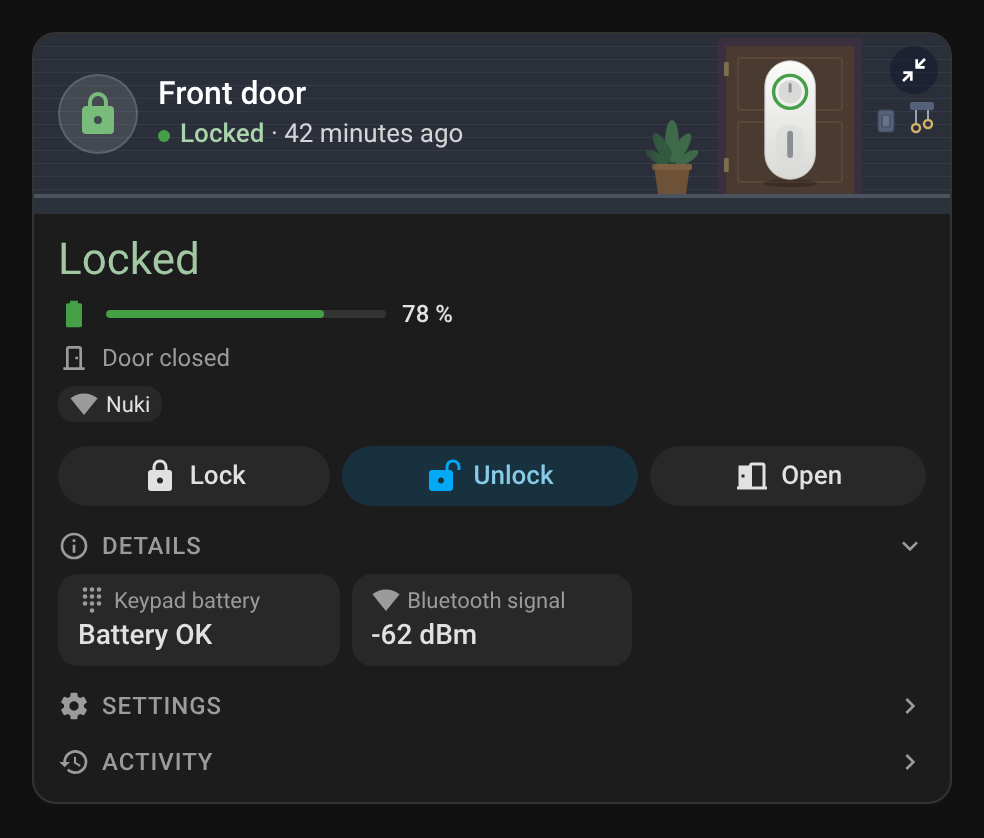 Front door
Locked · 42 minutes ago
Locked
78 %
Door closed
Nuki
Lock
Unlock
Open
DETAILS
Keypad battery
Battery OK
Bluetooth signal
-62 dBm
SETTINGS
ACTIVITY